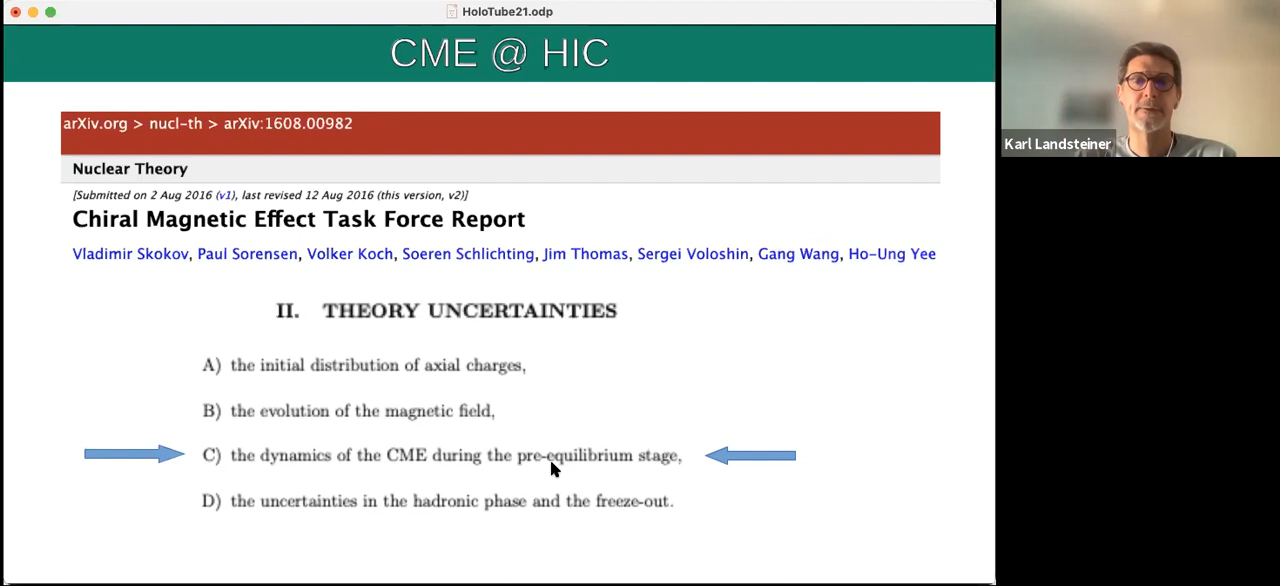 HoloTube21.odp
CME @ HIC
Karl Landsteiner
arXiv.org > nucl-th > arXiv:1608.00982
Nuclear Theory
[Submitted on 2 Aug 2016 (v1), last revised 12 Aug 2016 (this version, v2)]
Chiral Magnetic Effect Task Force Report
Vladimir Skokov, Paul Sorensen, Volker Koch, Soeren Schlichting, Jim Thomas, Sergei Voloshin, Gang Wang, Ho-Ung Yee
II. THEORY UNCERTAINTIES
A) the initial distribution of axial charges,
B) the evolution of the magnetic field,
C) the dynamics of the CME during the pre-equilibrium stage,
D) the uncertainties in the hadronic phase and the freeze-out.